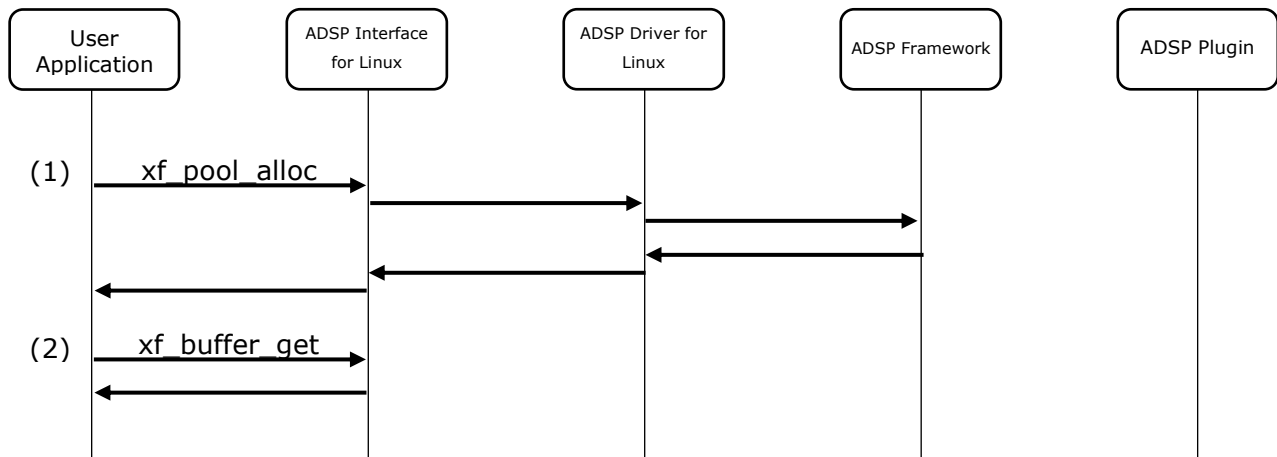 User
Application
ADSP Interface
for Linux
ADSP Driver for
Linux
ADSP Framework
ADSP Plugin
(1) xf_pool_alloc
(2) xf_buffer_get